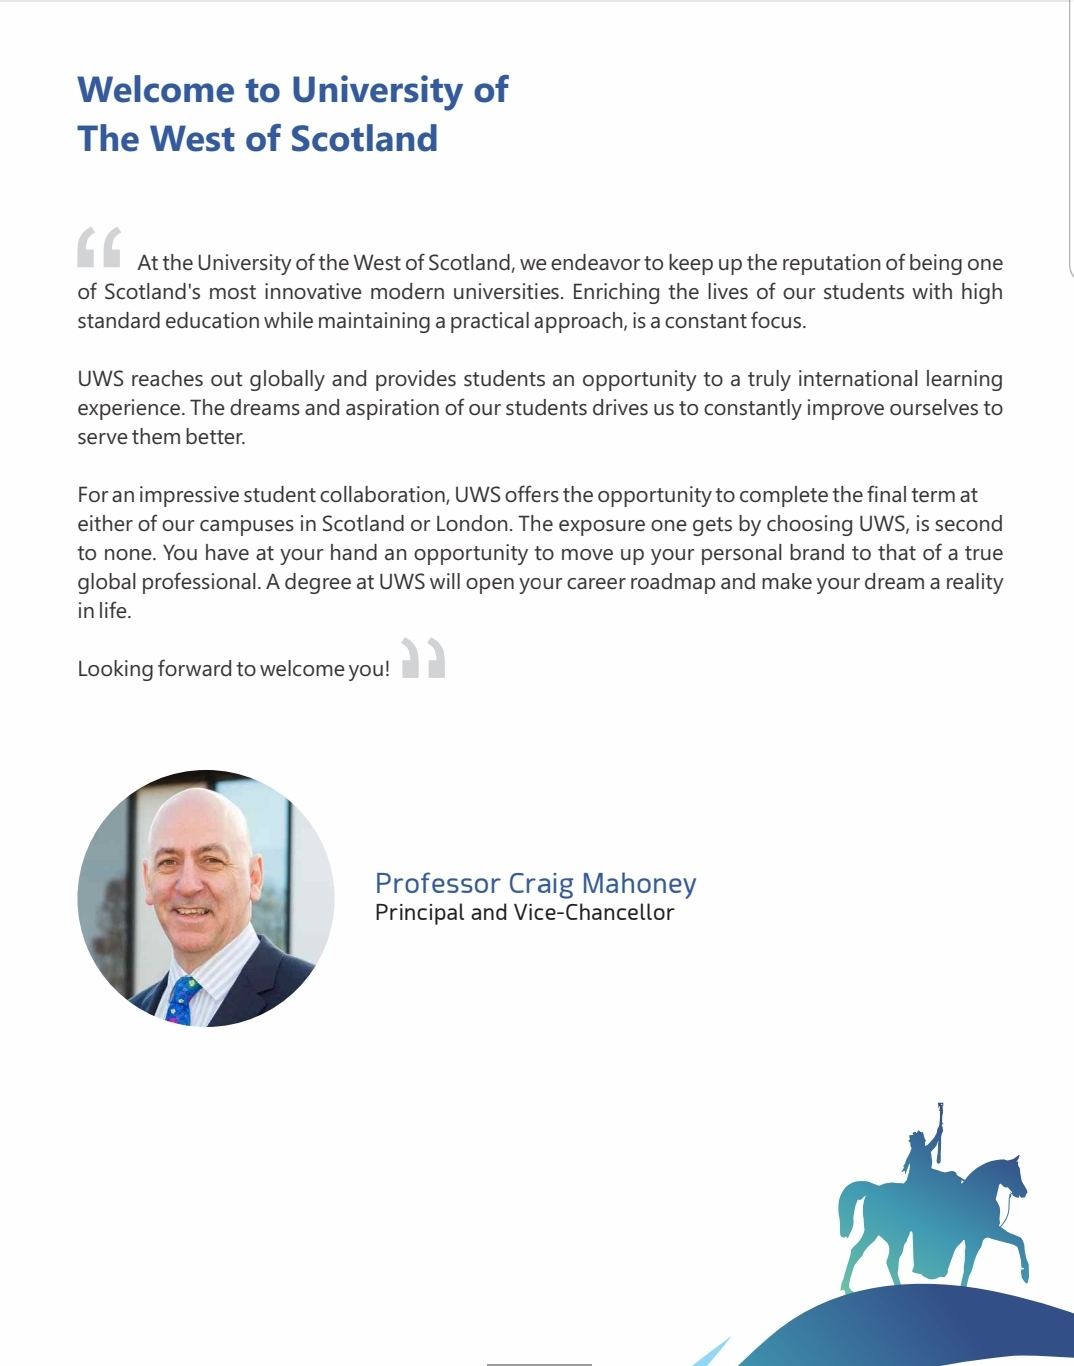 Welcome to University of
The West of Scotland
“ At the University of the West of Scotland, we endeavor to keep up the reputation of being one
of Scotland's most innovative modern universities. Enriching the lives of our students with high
standard education while maintaining a practical approach, is a constant focus.
UWS reaches out globally and provides students an opportunity to a truly international learning
experience. The dreams and aspiration of our students drives us to constantly improve ourselves to
serve them better.
For an impressive student collaboration, UWS offers the opportunity to complete the final term at
either of our campuses in Scotland or London. The exposure one gets by choosing UWS, is second
to none. You have at your hand an opportunity to move up your personal brand to that of a true
global professional. A degree at UWS will open your career roadmap and make your dream a reality
in life.
Looking forward to welcome you! ”
Professor Craig Mahoney
Principal and Vice-Chancellor